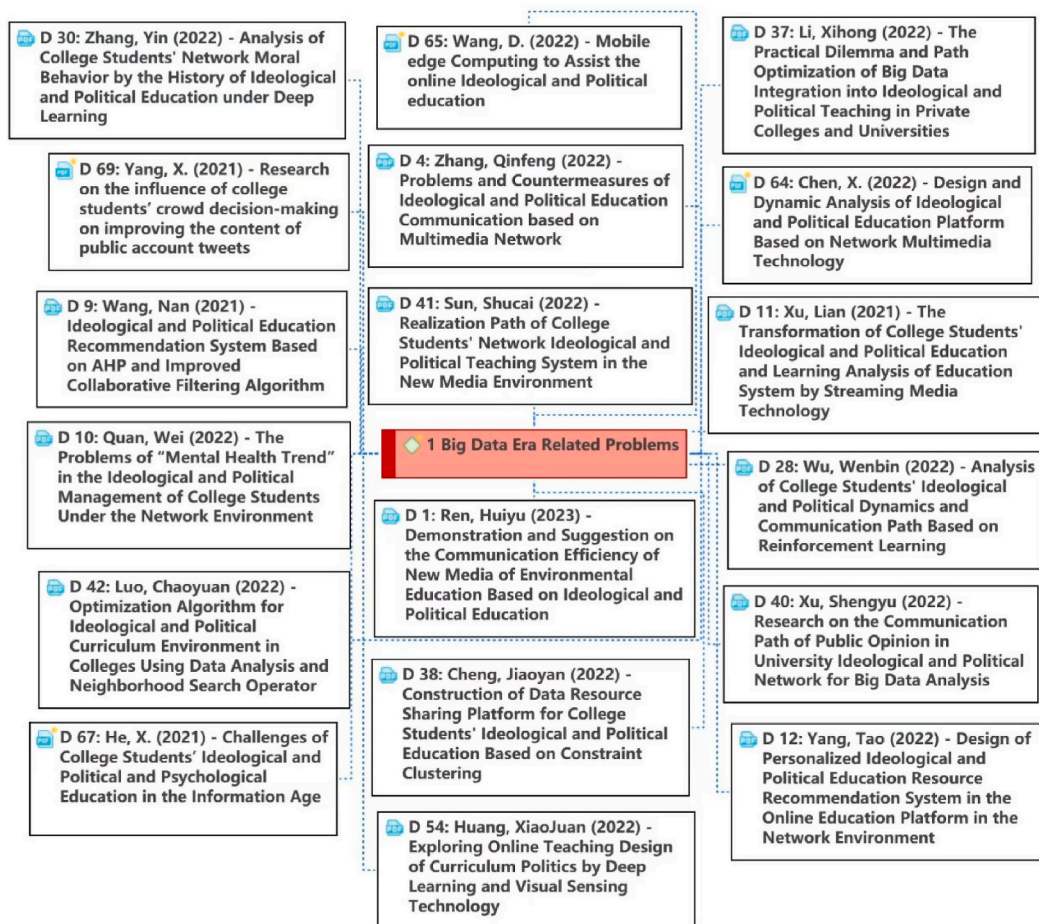 D 30: Zhang, Yin (2022) - Analysis of
College Students' Network Moral
Behavior by the History of Ideological
and Political Education under Deep
Learning
D 69: Yang, X. (2021) - Research
on the influence of college
students' crowd decision-making
on improving the content of
public account tweets
D 9: Wang, Nan (2021) -
Ideological and Political Education
Recommendation System Based
on AHP and Improved
Collaborative Filtering Algorithm
D 10: Quan, Wei (2022) - The
Problems of “Mental Health Trend”
in the Ideological and Political
Management of College Students
Under the Network Environment
D 42: Luo, Chaoyuan (2022) -
Optimization Algorithm for
Ideological and Political
Curriculum Environment in
Colleges Using Data Analysis and
Neighborhood Search Operator
D 67: He, X. (2021) - Challenges of
College Students’ Ideological and
Political and Psychological
Education in the Information Age
D 65: Wang, D. (2022) - Mobile
edge Computing to Assist the
online Ideological and Political
education
D 4: Zhang, Qinfeng (2022) -
Problems and Countermeasures of
Ideological and Political Education
Communication based on
Multimedia Network
D 41: Sun, Shucai (2022) -
Realization Path of College
Students' Network Ideological and
Political Teaching System in the
New Media Environment
1 Big Data Era Related Problems
D 1: Ren, Huiyu (2023) -
Demonstration and Suggestion on
the Communication Efficiency of
New Media of Environmental
Education Based on Ideological and
Political Education
D 38: Cheng, Jiaoyan (2022) -
Construction of Data Resource
Sharing Platform for College
Students' Ideological and Political
Education Based on Constraint
Clustering
D 54: Huang, XiaoJuan (2022) -
Exploring Online Teaching Design
of Curriculum Politics by Deep
Learning and Visual Sensing
Technology
D 37: Li, Xihong (2022) - The
Practical Dilemma and Path
Optimization of Big Data
Integration into Ideological and
Political Teaching in Private
Colleges and Universities
D 64: Chen, X. (2022) - Design and
Dynamic Analysis of Ideological
and Political Education Platform
Based on Network Multimedia
Technology
D 11: Xu, Lian (2021) - The
Transformation of College Students'
Ideological and Political Education
and Learning Analysis of Education
System by Streaming Media
Technology
D 28: Wu, Wenbin (2022) - Analysis
of College Students' Ideological
and Political Dynamics and
Communication Path Based on
Reinforcement Learning
D 40: Xu, Shengyu (2022) -
Research on the Communication
Path of Public Opinion in
University Ideological and Political
Network for Big Data Analysis
D 12: Yang, Tao (2022) - Design of
Personalized Ideological and
Political Education Resource
Recommendation System in the
Online Education Platform in the
Network Environment